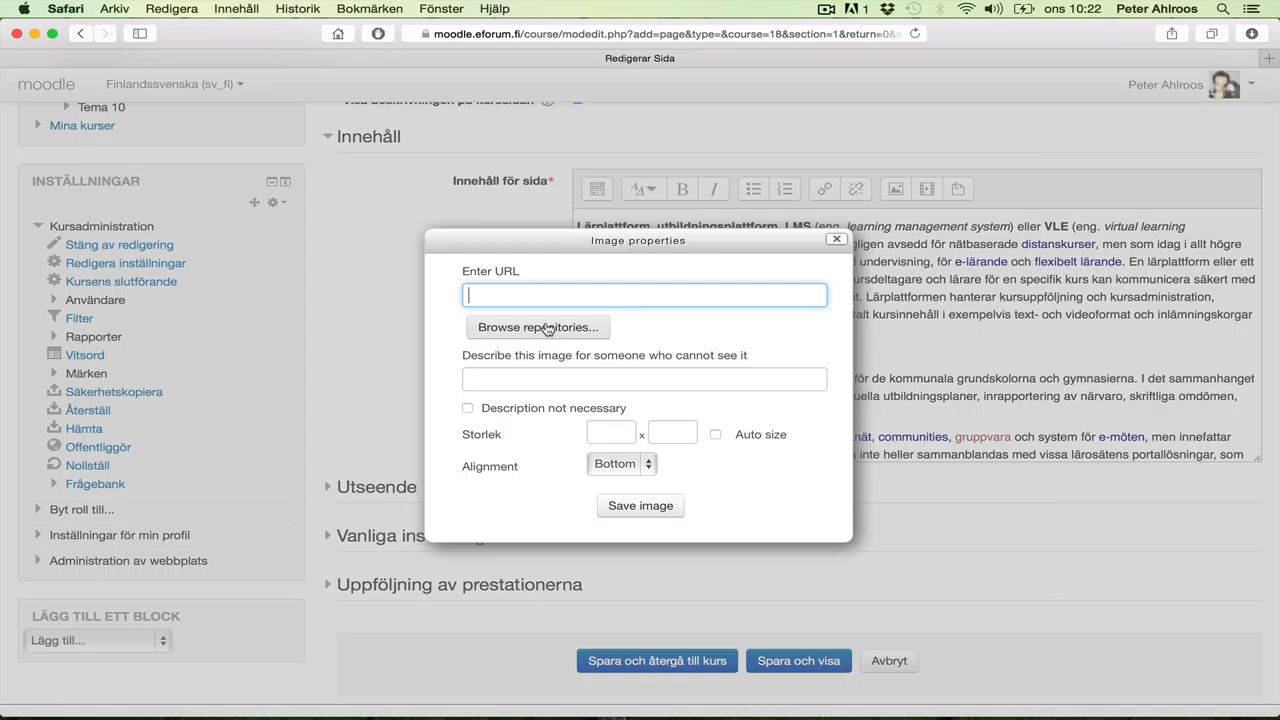 Safari Arkiv Redigera Innehåll Historik Bokmärken Fönster Hjälp 1 ons 10:22 Peter Ahlroos
moodle.eforum.fi/course/modedit.php?add=page&type=&course=18&section=1&return=0&
Redigerar Sida
moodle Finlandssvenska (sv_fi) Peter Ahlroos
Tema 10
Mina kurser
INSTÄLLNINGAR
Kursadministration
Stäng av redigering
Redigera inställningar
Kursens slutförande
Användare
Filter
Rapporter
Vitsord
Märken
Säkerhetskopiera
Återställ
Hämta
Offentliggör
Nollställ
Frågebank
Byt roll till...
Inställningar för min profil
Administration av webbplats
LÄGG TILL ETT BLOCK
Lägg till...
Visa beskrivningen på kurssidan
Innehåll
Innehåll för sida*
Lärplattform, utbildningsplattform, LMS (eng. learning management system) eller VLE (eng. virtual learning
gligen avsedd för nätbaserade distanskurser, men som idag i allt högre
undervisning, för e-lärande och flexibelt lärande. En lärplattform eller ett
ursdeltagare och lärare för en specifik kurs kan kommunicera säkert med
nt. Lärplattformen hanterar kursuppföljning och kursadministration,
talt kursinnehåll i exempelvis text- och videoformat och inlämningskorgar
för de kommunala grundskolorna och gymnasierna. I det sammanhanget
uella utbildningsplaner, inrapportering av närvaro, skriftliga omdömen,
nät, communities, gruppvara och system för e-möten, men innefattar
inte heller sammanblandas med vissa lärosätens portallösningar, som
Image properties
Enter URL
Browse repositories...
Describe this image for someone who cannot see it
Description not necessary
Storlek x Auto size
Alignment Bottom
Save image
Utseende
Vanliga ins
Uppföljning av prestationerna
Spara och återgå till kurs Spara och visa Avbryt